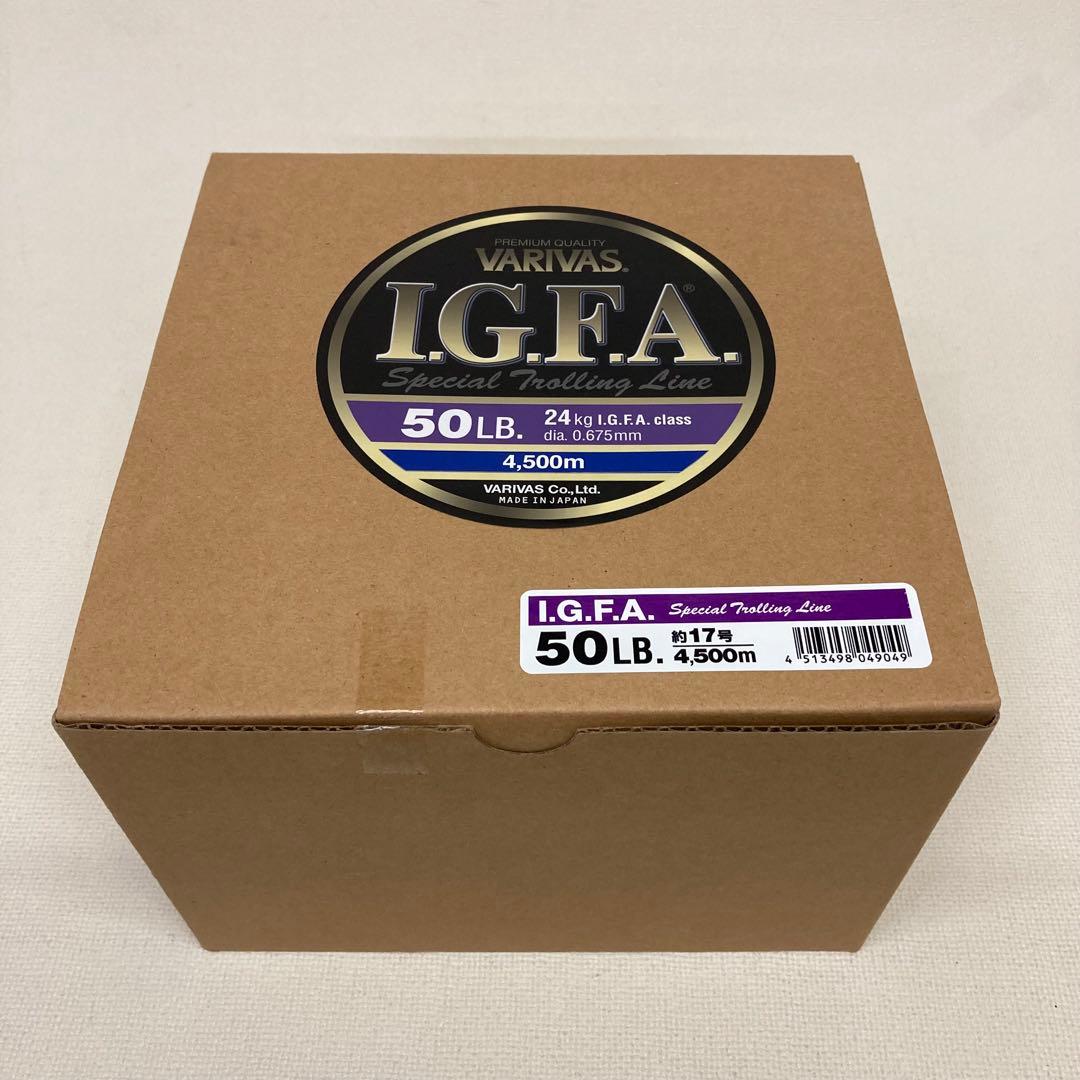 PREMIUM QUALITY
VARIVAS®
I.G.F.A.®
Special Trolling Line
50LB. 24kg I.G.F.A. class
dia. 0.675mm
4,500m
VARIVAS Co.,Ltd.
MADE IN JAPAN
I.G.F.A. Special Trolling Line
50LB. 約17号
4,500m
4 513498 049049